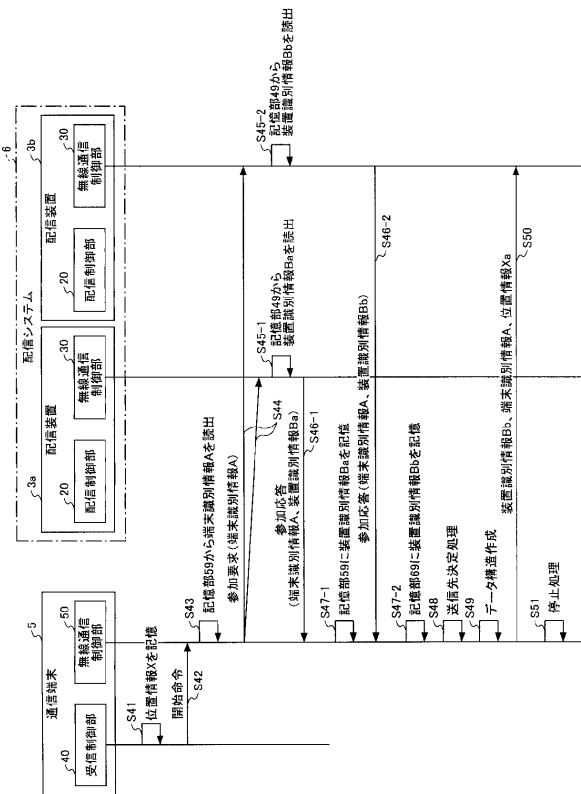 通信端末
5
受信制御部
40
無線通信
制御部
50
配信システム
6
配信装置
3a
配信制御部
20
無線通信
制御部
30
配信装置
3b
配信制御部
20
無線通信
制御部
30
S41
位置情報Xを記憶
開始命令
S42
S43
記憶部59から端末識別情報Aを読出
参加要求(端末識別情報A)
S44
S45-1
記憶部49から
装置識別情報Baを読出
S45-2
記憶部49から
装置識別情報Bbを読出
参加応答
(端末識別情報A、装置識別情報Ba)
S46-1
S47-1
記憶部59に装置識別情報Baを記憶
参加応答(端末識別情報A、装置識別情報Bb)
S46-2
S47-2
記憶部69に装置識別情報Bbを記憶
S48
送信先決定処理
S49
データ構造作成
装置識別情報Bb、端末識別情報A、位置情報Xa
S50
S51
停止処理